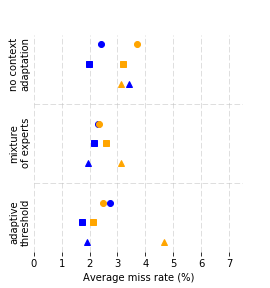 no context
adaptation
mixture
of experts
adaptive
threshold
0 1 2 3 4 5 6 7
Average miss rate (%)